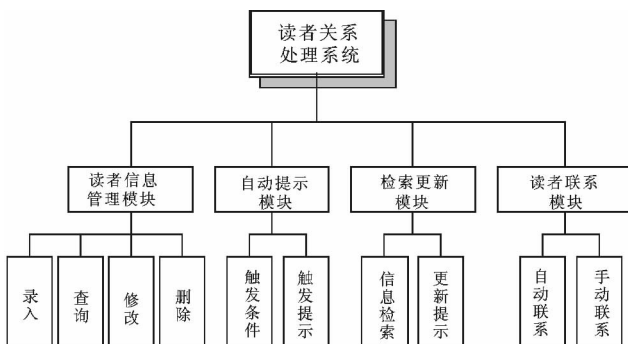 读者关系
处理系统
读者信息
管理模块
自动提示
模块
检索更新
模块
读者联系
模块
录入
查询
修改
删除
触发条件
触发提示
信息检索
更新提示
自动联系
手动联系